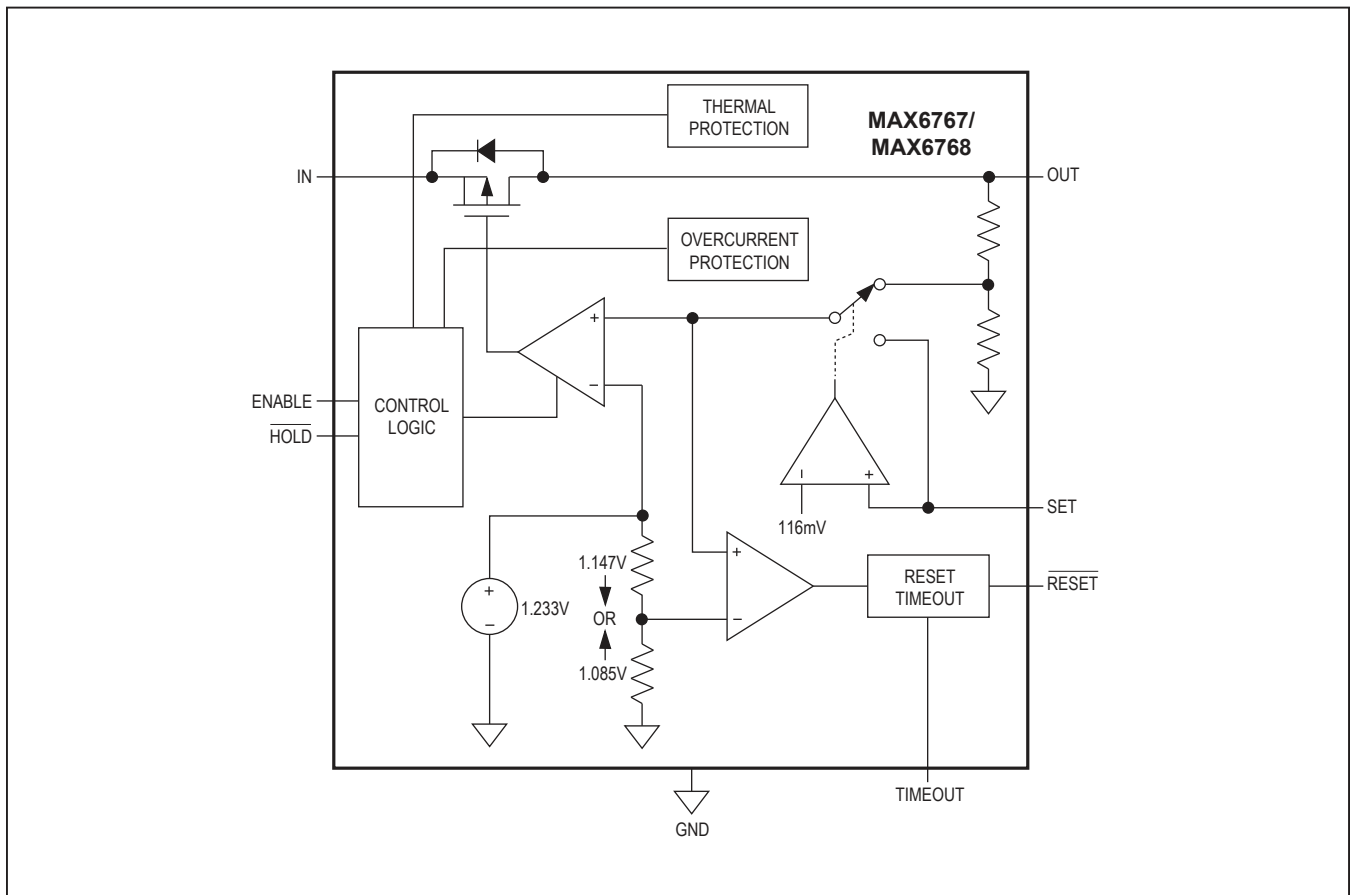 THERMAL
PROTECTION
MAX6767/
MAX6768
IN
OUT
OVERCURRENT
PROTECTION
+
−
ENABLE
HOLD
CONTROL
LOGIC
− +
116mV
SET
+
−
1.233V
1.147V
OR
1.085V
+
−
RESET
TIMEOUT
RESET
TIMEOUT
GND